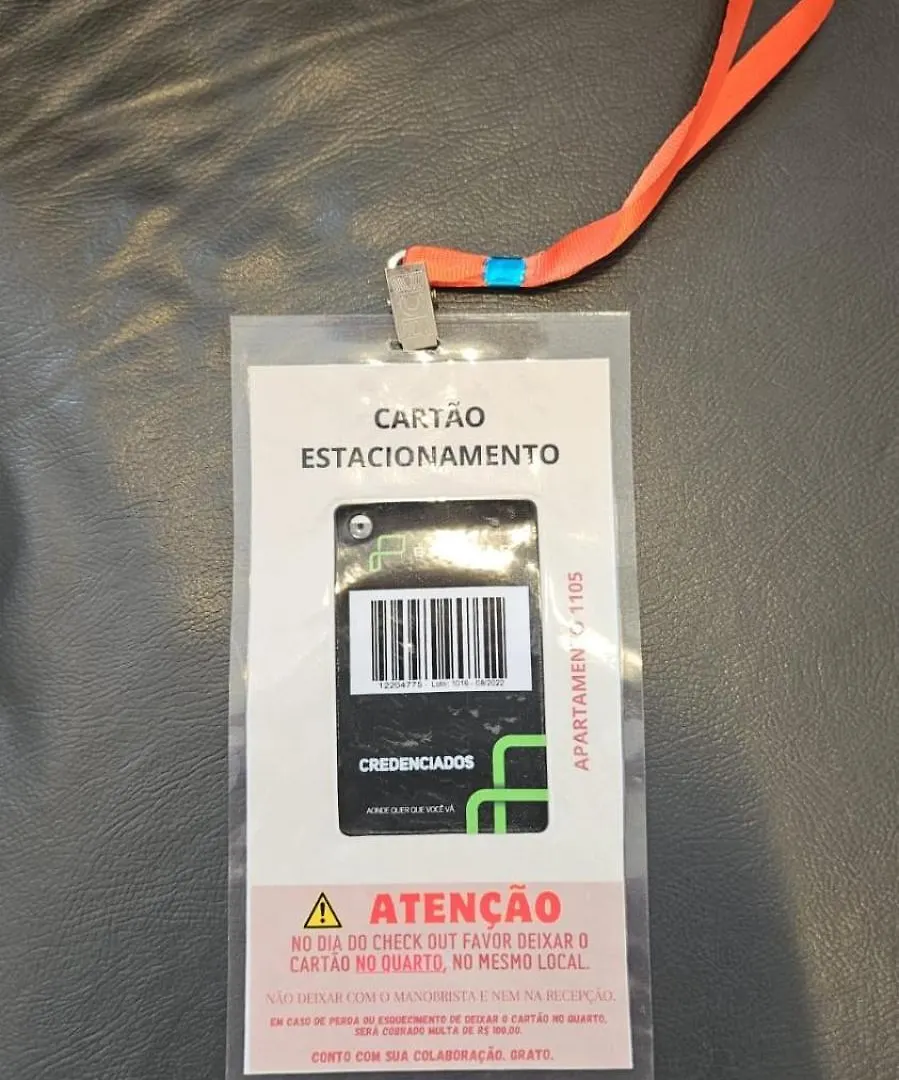 CARTÃO
ESTACIONAMENTO
12204775 - Lote: 1016 - 08/2022
CREDENCIADOS
AONDE QUER QUE VOCÊ VÁ
APARTAMENTO 1105
ATENÇÃO
NO DIA DO CHECK OUT FAVOR DEIXAR O
CARTÃO NO QUARTO, NO MESMO LOCAL.
NÃO DEIXAR COM O MANOBRISTA E NEM NA RECEPÇÃO.
EM CASO DE PERDA OU ESQUECIMENTO DE DEIXAR O CARTÃO NO QUARTO,
SERÁ COBRADO MULTA DE R$ 100,00.
CONTO COM SUA COLABORAÇÃO. GRATO.